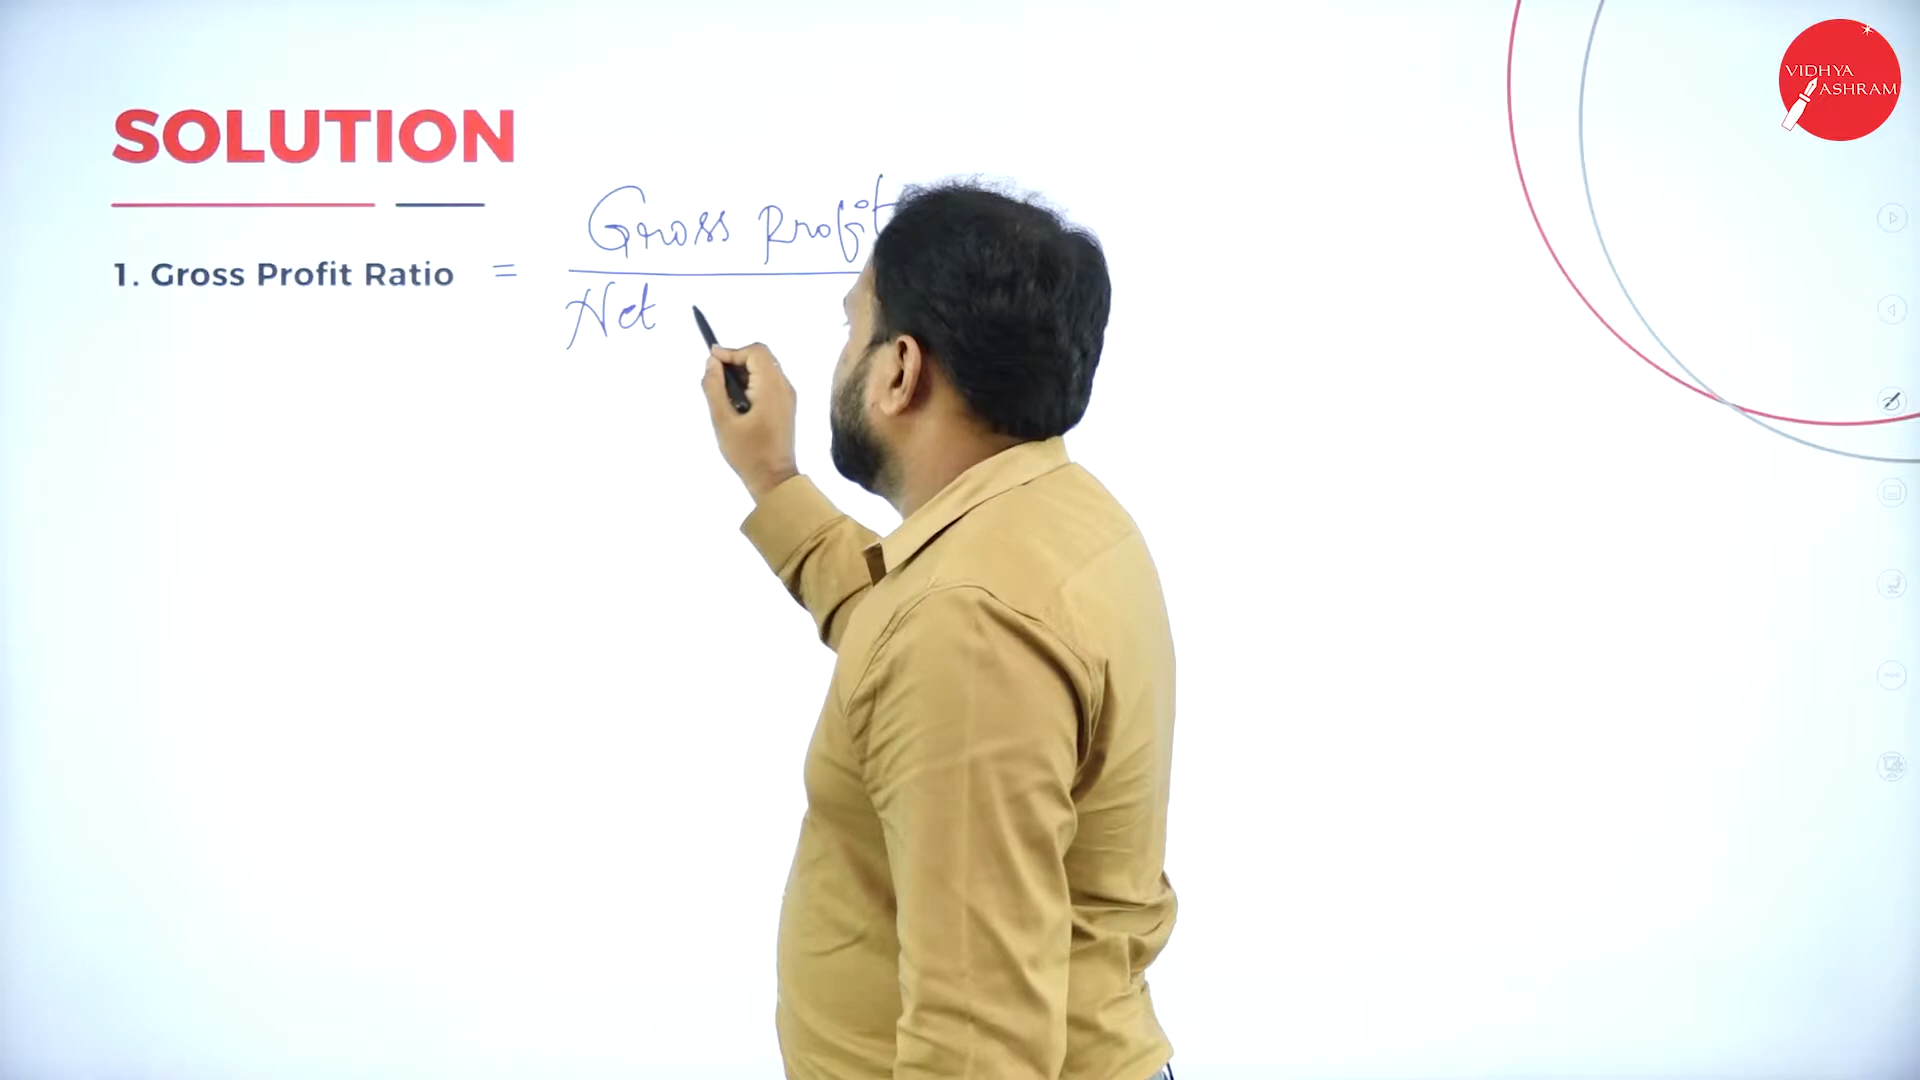 SOLUTION
VIDHYA
ASHRAM
Gross Profit
1. Gross Profit Ratio =
Net